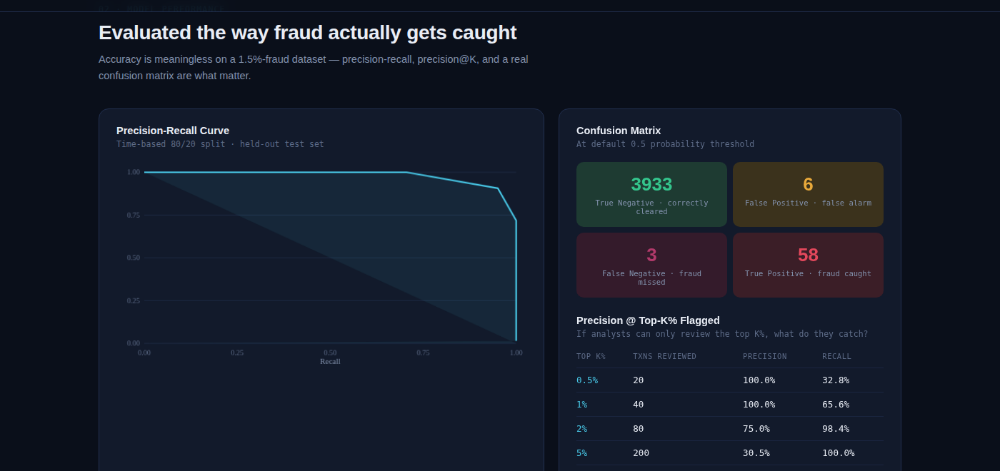 02 MODEL PERFORMANCE
Evaluated the way fraud actually gets caught
Accuracy is meaningless on a 1.5%-fraud dataset — precision-recall, precision@K, and a real
confusion matrix are what matter.
Precision-Recall Curve
Time-based 80/20 split · held-out test set
1.00
0.75
0.50
0.25
0.00
0.00 0.25 0.50 0.75 1.00
Recall
Confusion Matrix
At default 0.5 probability threshold
3933
True Negative · correctly
cleared
6
False Positive · false alarm
3
False Negative · fraud
missed
58
True Positive · fraud caught
Precision @ Top-K% Flagged
If analysts can only review the top K%, what do they catch?
TOP K% TXNS REVIEWED PRECISION RECALL
0.5% 20 100.0% 32.8%
1% 40 100.0% 65.6%
2% 80 75.0% 98.4%
5% 200 30.5% 100.0%